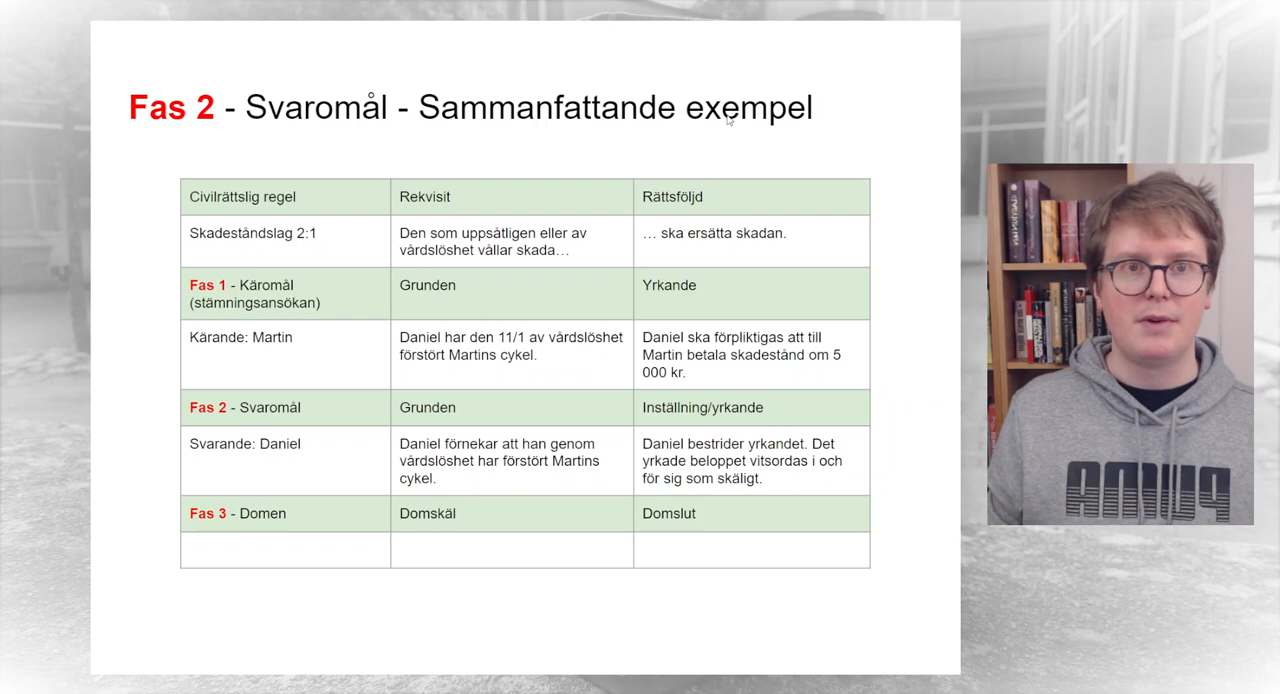 Fas 2 - Svaromål - Sammanfattande exempel
Civilrättslig regel
Rekvisit
Rättsföljd
Skadeståndslag 2:1
Den som uppsåtligen eller av
vårdslöshet vållar skada…
… ska ersätta skadan.
Fas 1 - Käromål
(stämningsansökan)
Grunden
Yrkande
Kärande: Martin
Daniel har den 11/1 av vårdslöshet
förstört Martins cykel.
Daniel ska förpliktigas att till
Martin betala skadestånd om 5
000 kr.
Fas 2 - Svaromål
Grunden
Inställning/yrkande
Svarande: Daniel
Daniel förnekar att han genom
vårdslöshet har förstört Martins
cykel.
Daniel bestrider yrkandet. Det
yrkade beloppet vitsordas i och
för sig som skäligt.
Fas 3 - Domen
Domskäl
Domslut